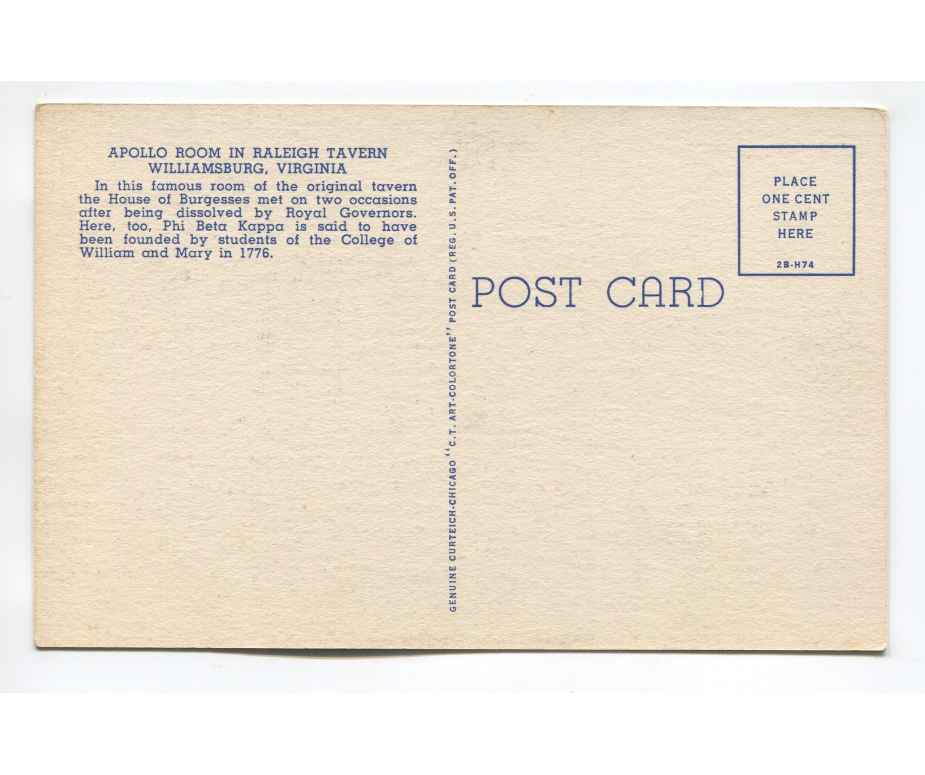 APOLLO ROOM IN RALEIGH TAVERN
WILLIAMSBURG, VIRGINIA
In this famous room of the original tavern
the House of Burgesses met on two occasions
after being dissolved by Royal Governors.
Here, too, Phi Beta Kappa is said to have
been founded by students of the College of
William and Mary in 1776.
GENUINE CURTEICH-CHICAGO "C.T. ART-COLORTONE" POST CARD (REG. U.S. PAT. OFF.)
POST CARD
PLACE
ONE CENT
STAMP
HERE
2B-H74